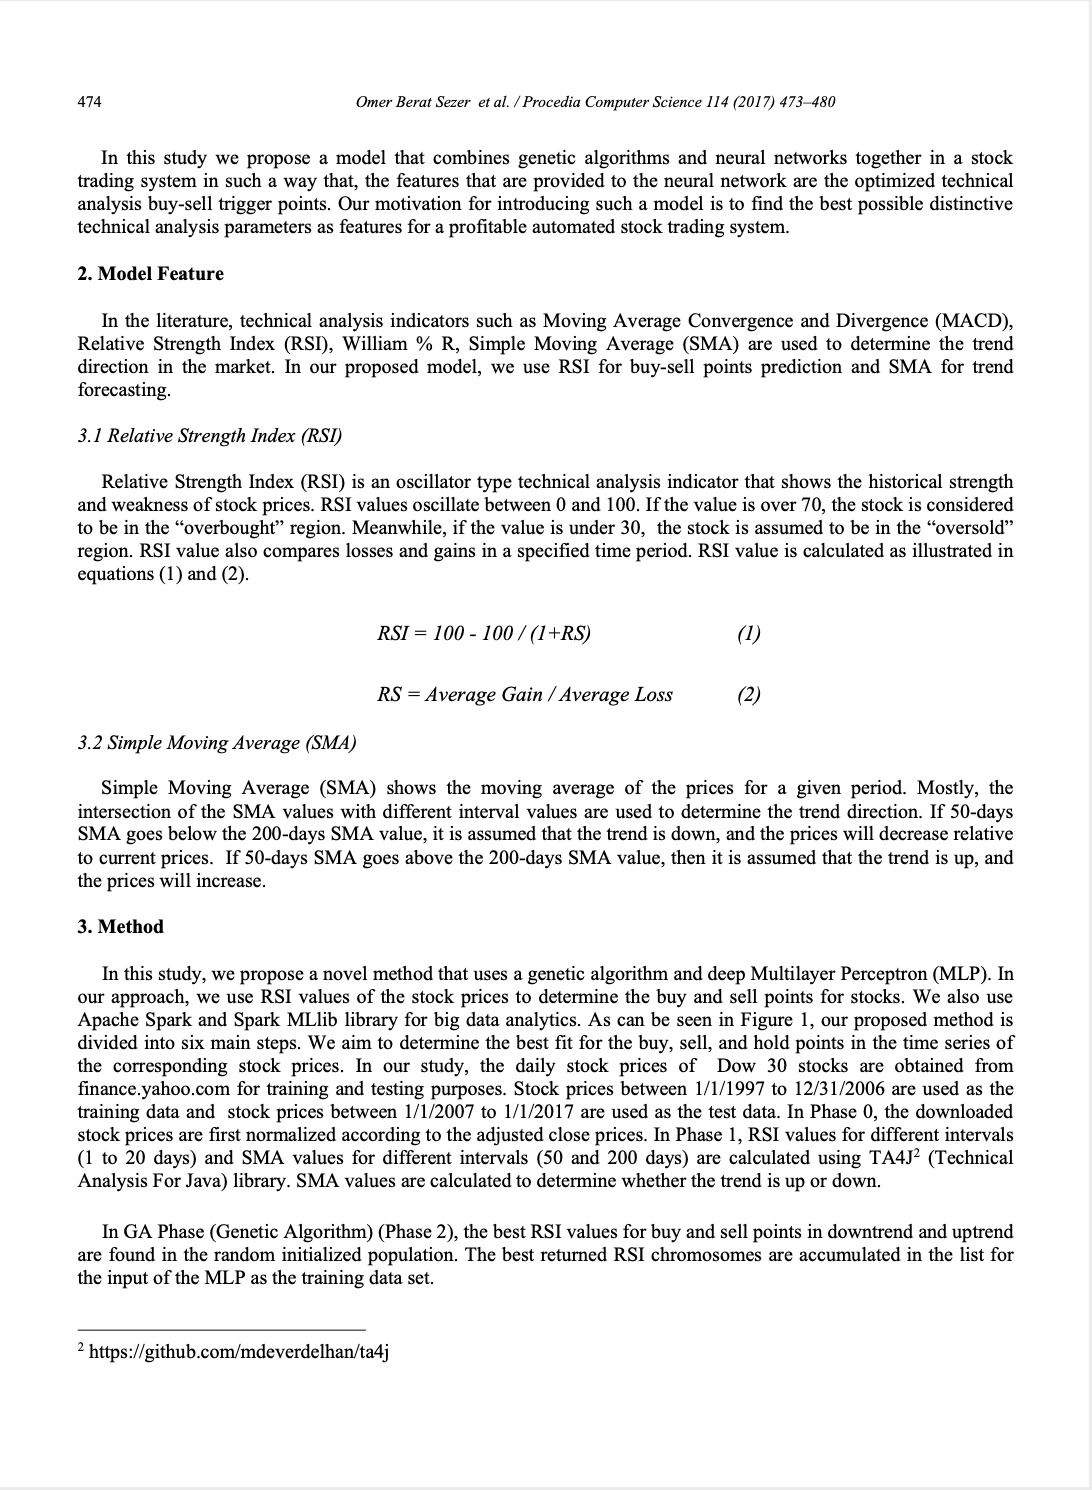 474
Omer Berat Sezer et al. / Procedia Computer Science 114 (2017) 473–480
In this study we propose a model that combines genetic algorithms and neural networks together in a stock
trading system in such a way that, the features that are provided to the neural network are the optimized technical
analysis buy-sell trigger points. Our motivation for introducing such a model is to find the best possible distinctive
technical analysis parameters as features for a profitable automated stock trading system.
2. Model Feature
In the literature, technical analysis indicators such as Moving Average Convergence and Divergence (MACD),
Relative Strength Index (RSI), William % R, Simple Moving Average (SMA) are used to determine the trend
direction in the market. In our proposed model, we use RSI for buy-sell points prediction and SMA for trend
forecasting.
3.1 Relative Strength Index (RSI)
Relative Strength Index (RSI) is an oscillator type technical analysis indicator that shows the historical strength
and weakness of stock prices. RSI values oscillate between 0 and 100. If the value is over 70, the stock is considered
to be in the “overbought” region. Meanwhile, if the value is under 30, the stock is assumed to be in the “oversold”
region. RSI value also compares losses and gains in a specified time period. RSI value is calculated as illustrated in
equations (1) and (2).
RSI = 100 - 100 / (1+RS) (1)
RS = Average Gain / Average Loss (2)
3.2 Simple Moving Average (SMA)
Simple Moving Average (SMA) shows the moving average of the prices for a given period. Mostly, the
intersection of the SMA values with different interval values are used to determine the trend direction. If 50-days
SMA goes below the 200-days SMA value, it is assumed that the trend is down, and the prices will decrease relative
to current prices. If 50-days SMA goes above the 200-days SMA value, then it is assumed that the trend is up, and
the prices will increase.
3. Method
In this study, we propose a novel method that uses a genetic algorithm and deep Multilayer Perceptron (MLP). In
our approach, we use RSI values of the stock prices to determine the buy and sell points for stocks. We also use
Apache Spark and Spark MLlib library for big data analytics. As can be seen in Figure 1, our proposed method is
divided into six main steps. We aim to determine the best fit for the buy, sell, and hold points in the time series of
the corresponding stock prices. In our study, the daily stock prices of Dow 30 stocks are obtained from
finance.yahoo.com for training and testing purposes. Stock prices between 1/1/1997 to 12/31/2006 are used as the
training data and stock prices between 1/1/2007 to 1/1/2017 are used as the test data. In Phase 0, the downloaded
stock prices are first normalized according to the adjusted close prices. In Phase 1, RSI values for different intervals
(1 to 20 days) and SMA values for different intervals (50 and 200 days) are calculated using TA4J² (Technical
Analysis For Java) library. SMA values are calculated to determine whether the trend is up or down.
In GA Phase (Genetic Algorithm) (Phase 2), the best RSI values for buy and sell points in downtrend and uptrend
are found in the random initialized population. The best returned RSI chromosomes are accumulated in the list for
the input of the MLP as the training data set.
² https://github.com/mdeverdelhan/ta4j